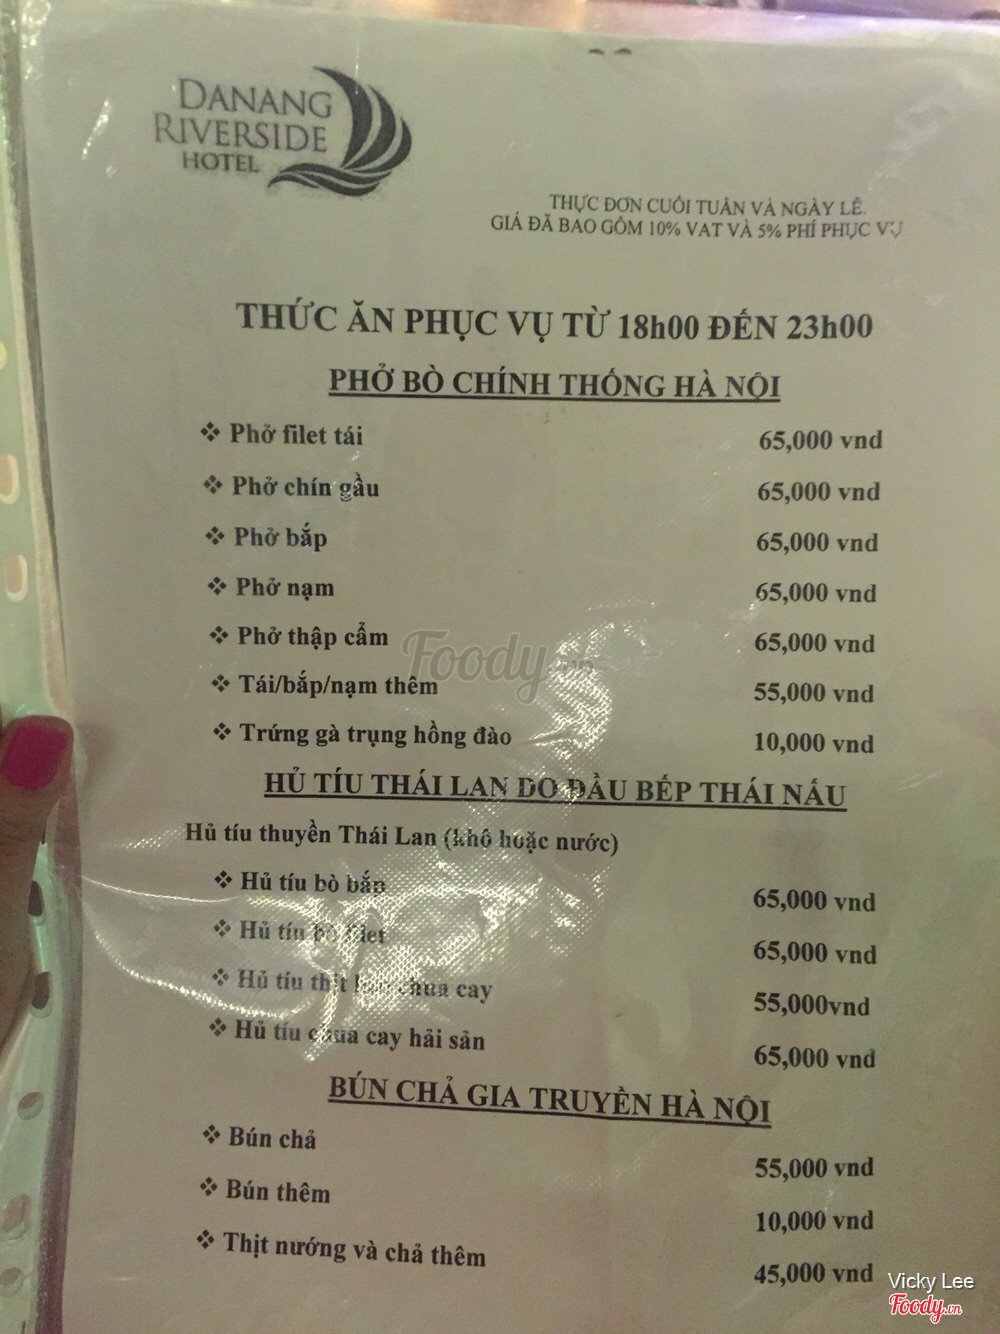 DANANG
RIVERSIDE
HOTEL
THỰC ĐƠN CUỐI TUẦN VÀ NGÀY LỄ.
GIÁ ĐÃ BAO GỒM 10% VAT VÀ 5% PHÍ PHỤC VỤ
THỨC ĂN PHỤC VỤ TỪ 18h00 ĐẾN 23h00
PHỞ BÒ CHÍNH THỐNG HÀ NỘI
❖ Phở filet tái 65,000 vnd
❖ Phở chín gầu 65,000 vnd
❖ Phở bắp 65,000 vnd
❖ Phở nạm 65,000 vnd
❖ Phở thập cẩm 65,000 vnd
❖ Tái/bắp/nạm thêm 55,000 vnd
❖ Trứng gà trụng hồng đào 10,000 vnd
HỦ TÍU THÁI LAN DO ĐẦU BẾP THÁI NẤU
Hủ tíu thuyền Thái Lan (khô hoặc nước)
❖ Hủ tíu bò bắp 65,000 vnd
❖ Hủ tíu bò filet 65,000 vnd
❖ Hủ tíu thịt chua cay 55,000vnd
❖ Hủ tíu chua cay hải sản 65,000 vnd
BÚN CHẢ GIA TRUYỀN HÀ NỘI
❖ Bún chả 55,000 vnd
❖ Bún thêm 10,000 vnd
❖ Thịt nướng và chả thêm 45,000 vnd
Foody.vn
Vicky Lee
Foody.vn